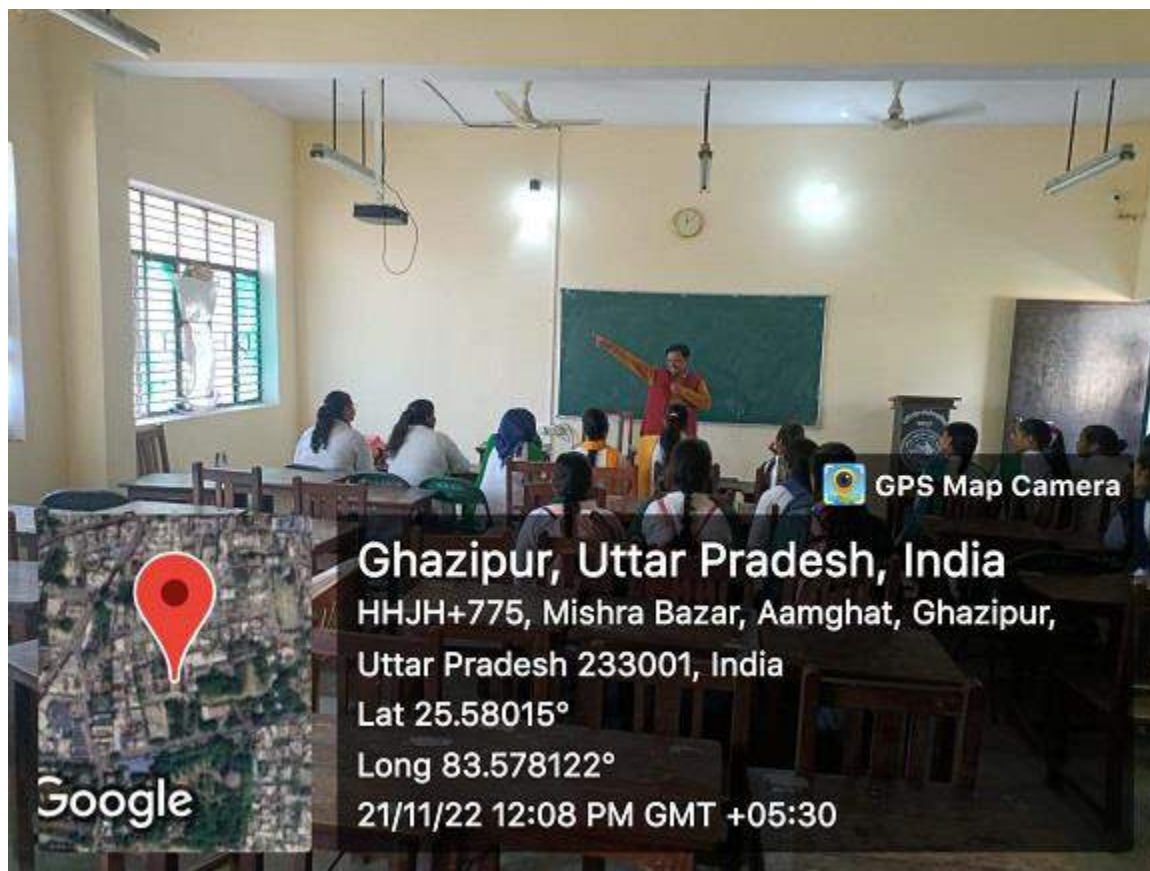 GPS Map Camera
Ghazipur, Uttar Pradesh, India
HHJH+775, Mishra Bazar, Aamghat, Ghazipur,
Uttar Pradesh 233001, India
Lat 25.58015°
Long 83.578122°
21/11/22 12:08 PM GMT +05:30
Google